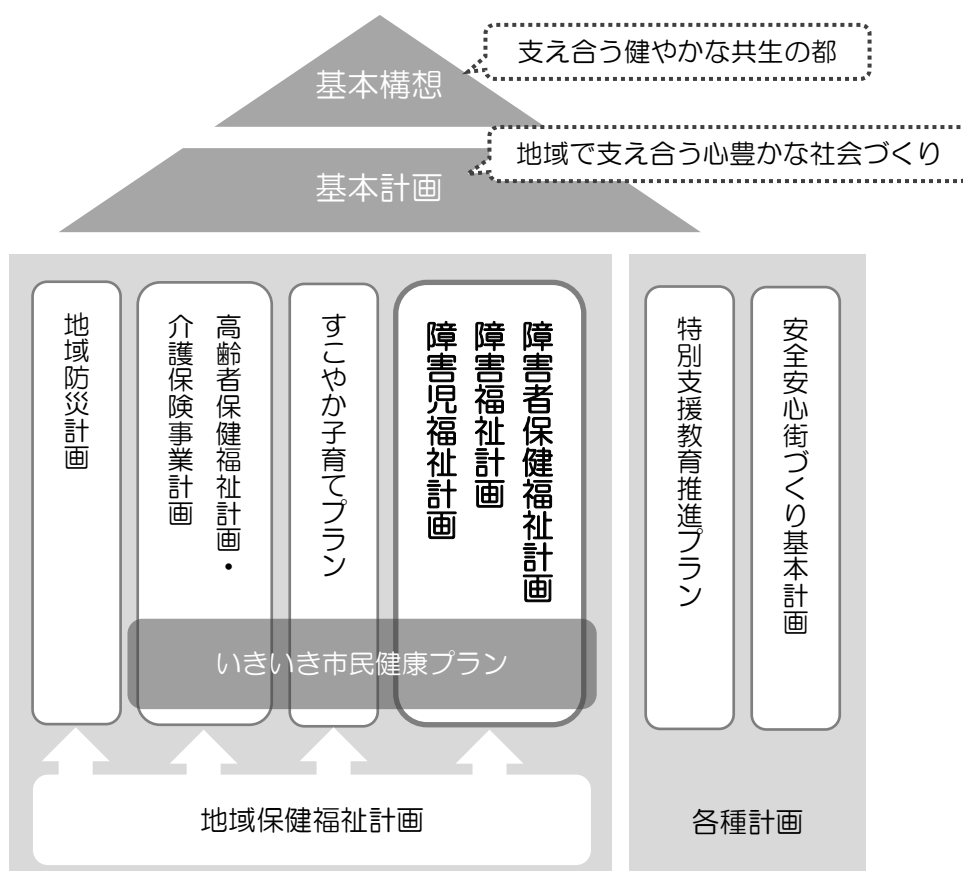 支え合う健やかな共生の都
基本構想
地域で支え合う心豊かな社会づくり
基本計画
地域防災計画
高齢者保健福祉計画・
介護保険事業計画
すこやか子育てプラン
障害者保健福祉計画
障害福祉計画
障害児福祉計画
いきいき市民健康プラン
地域保健福祉計画
特別支援教育推進プラン
安全安心街づくり基本計画
各種計画